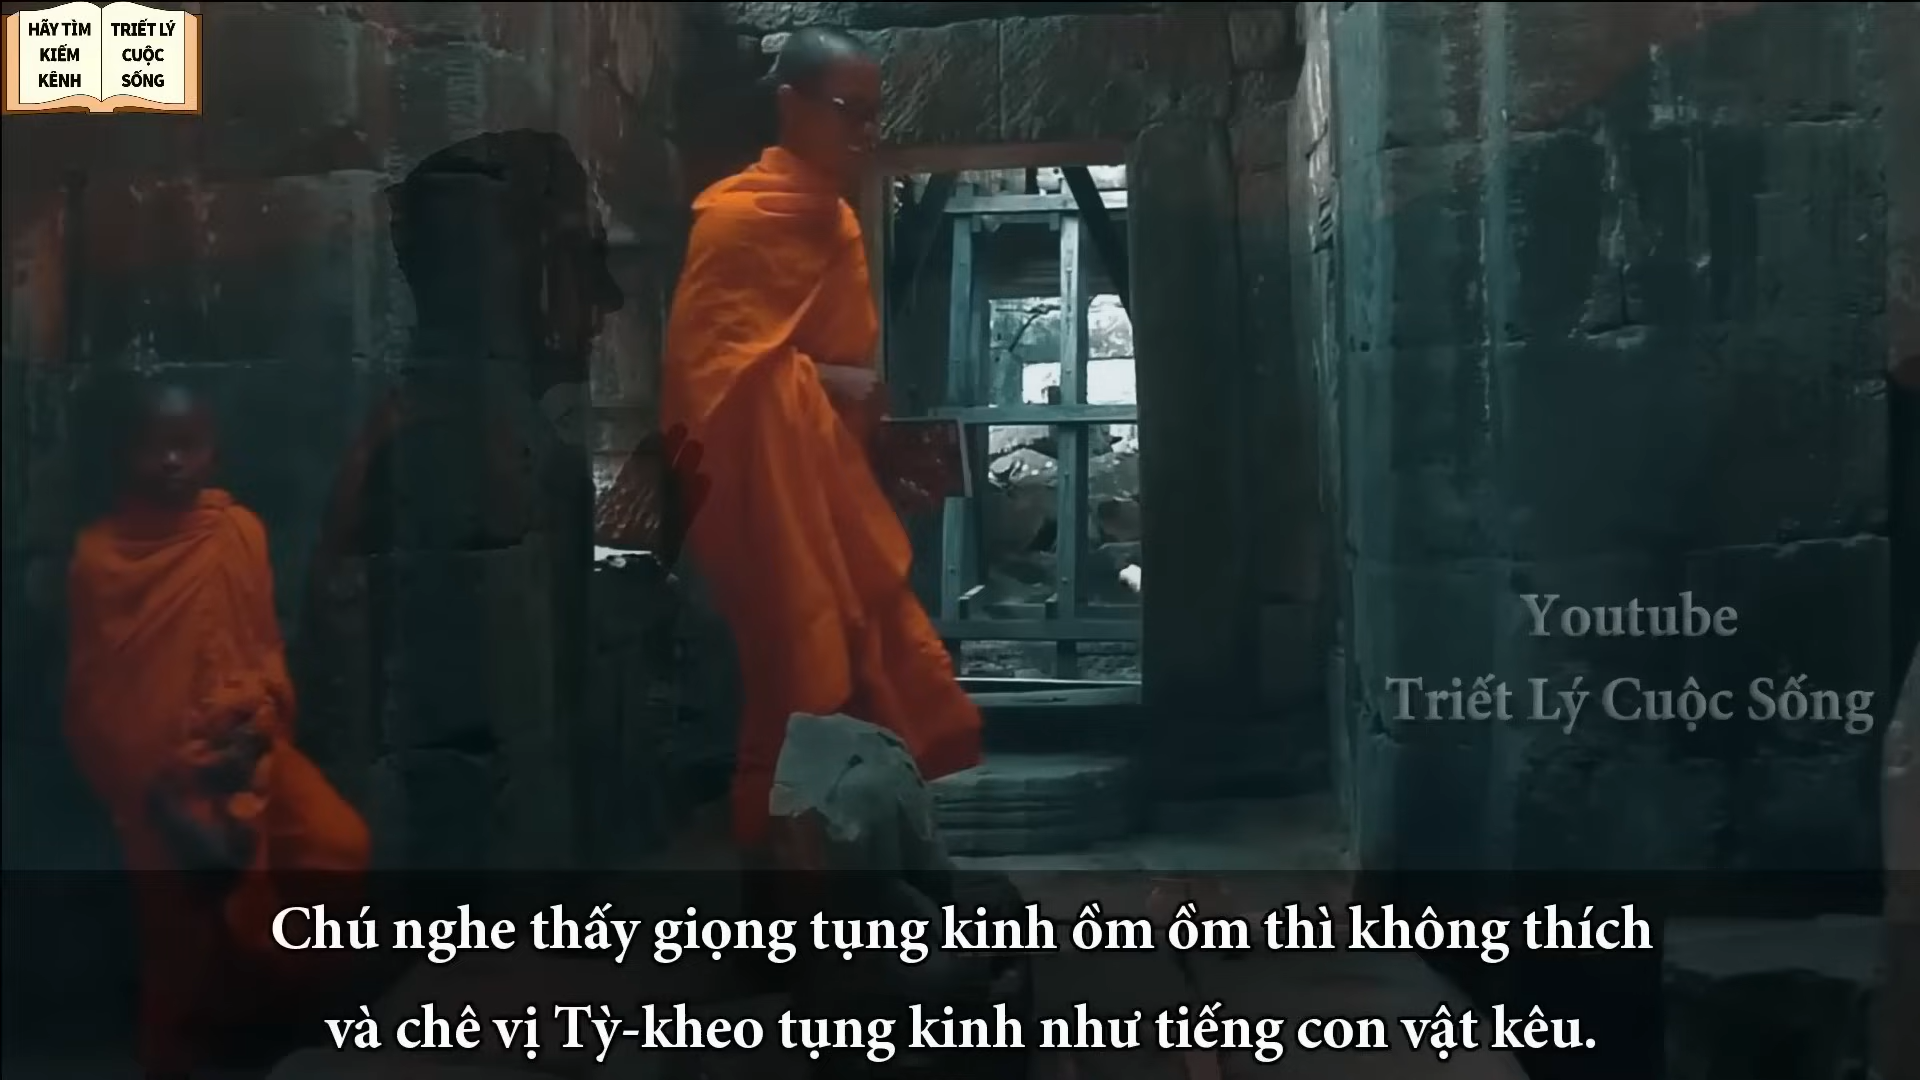 HÃY TÌM
KIẾM
KÊNH
TRIẾT LÝ
CUỘC
SỐNG
Youtube
Triết Lý Cuộc Sống
Chú nghe thấy giọng tụng kinh ồm ồm thì không thích
và chê vị Tỳ-kheo tụng kinh như tiếng con vật kêu.